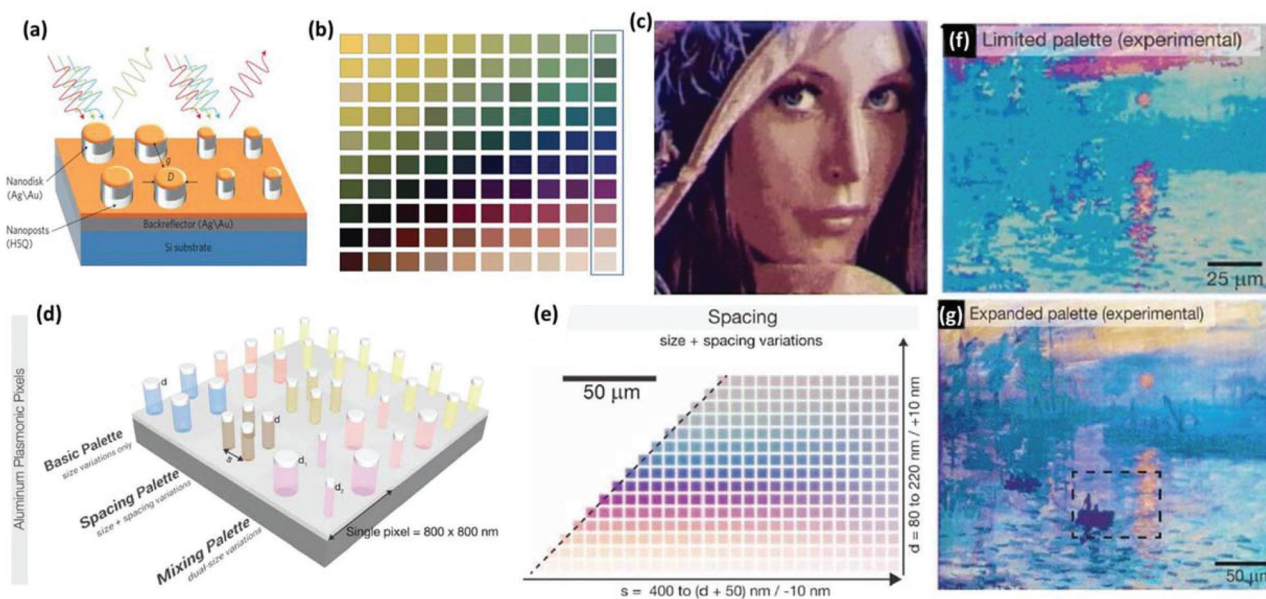 (a)
g
D
Nanodisk
(Ag\Au)
Nanoposts
(HSQ)
Backreflector (Ag/Au)
Si substrate
(b)
(c)
(d)
Aluminum Plasmonic Pixels
d
d
s
d₁
d₂
Basic Palette
size variations only
Spacing Palette
size + spacing variations
Mixing Palette
dual-size variations
Single pixel = 800 x 800 nm
(e)
Spacing
size + spacing variations
50 μm
d = 80 to 220 nm / +10 nm
s = 400 to (d + 50) nm / -10 nm
(f) Limited palette (experimental)
25 μm
(g) Expanded palette (experimental)
50 μm